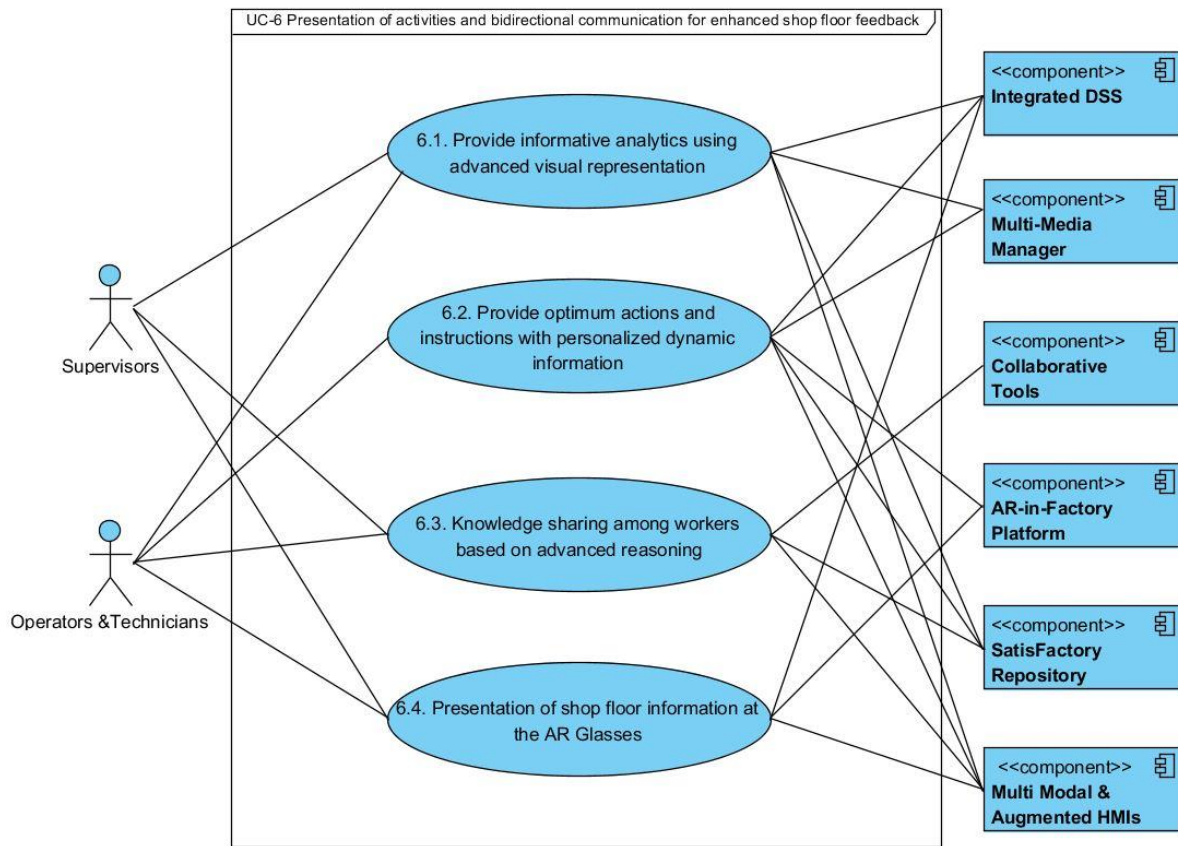 UC-6 Presentation of activities and bidirectional communication for enhanced shop floor feedback
6.1. Provide informative analytics using
advanced visual representation
6.2. Provide optimum actions and
instructions with personalized dynamic
information
6.3. Knowledge sharing among workers
based on advanced reasoning
6.4. Presentation of shop floor information at
the AR Glasses
Supervisors
Operators &Technicians
<<component>>
Integrated DSS
<<component>>
Multi-Media
Manager
<<component>>
Collaborative
Tools
<<component>>
AR-in-Factory
Platform
<<component>>
SatisFactory
Repository
<<component>>
Multi Modal &
Augmented HMIs